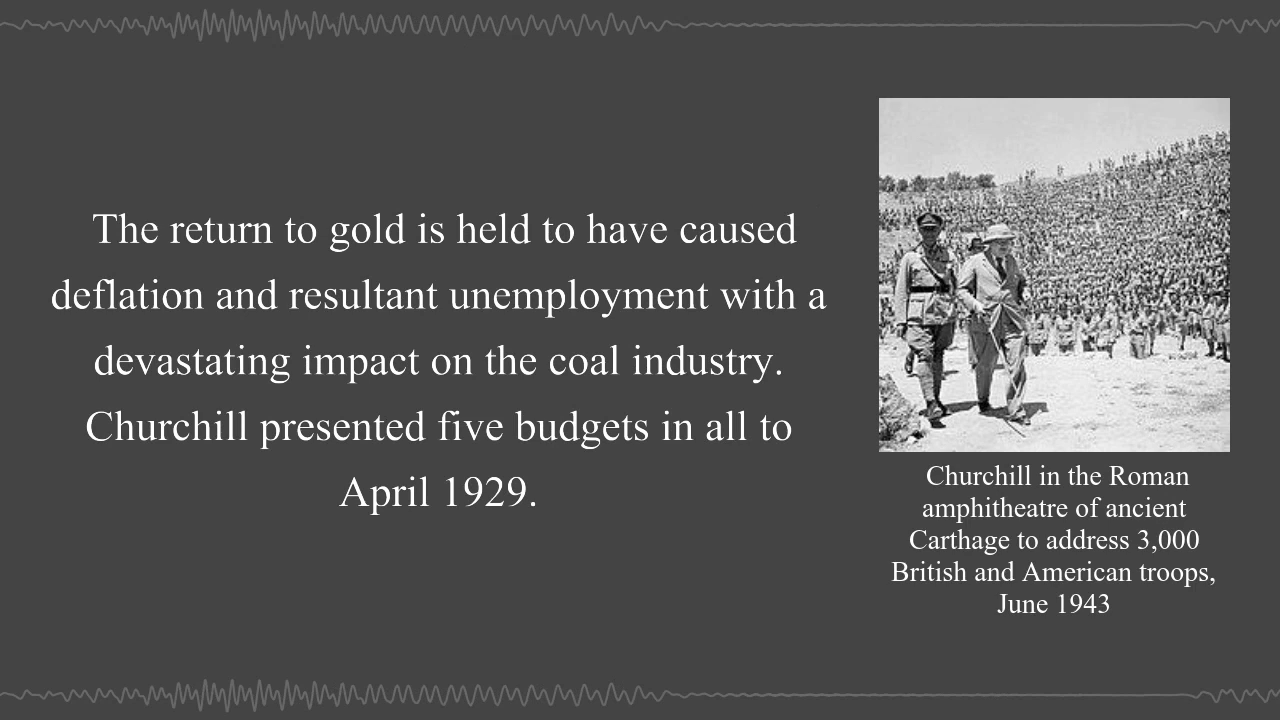 The return to gold is held to have caused
deflation and resultant unemployment with a
devastating impact on the coal industry.
Churchill presented five budgets in all to
April 1929.
Churchill in the Roman
amphitheatre of ancient
Carthage to address 3,000
British and American troops,
June 1943